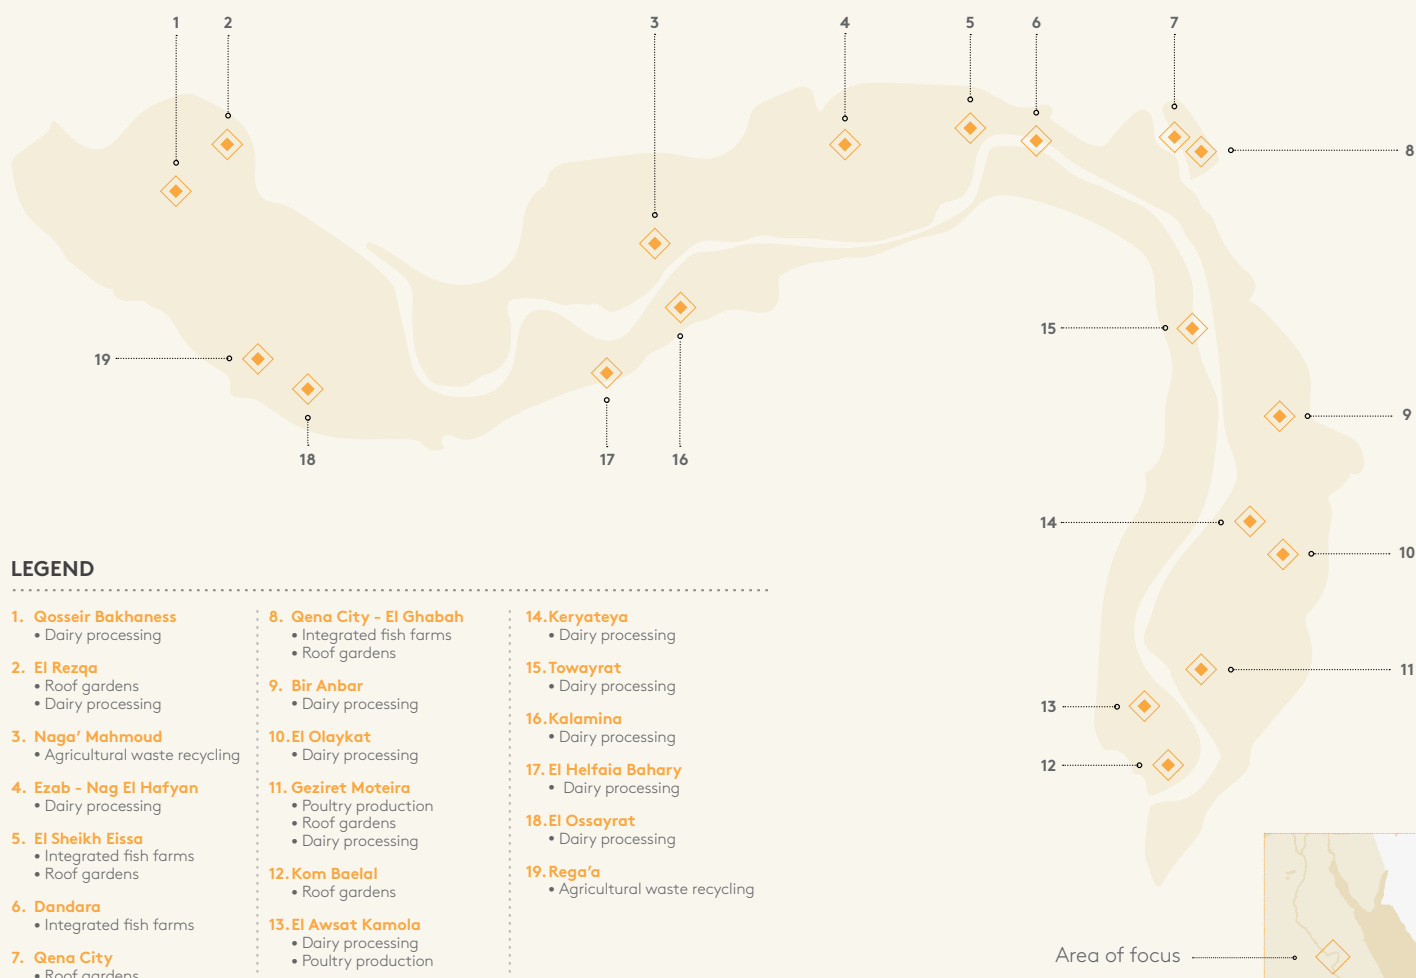 1
2
3
4
5
6
7
8
9
10
11
12
13
14
15
16
17
18
19
LEGEND
1. Qosseir Bakhaness
• Dairy processing
2. El Rezqa
• Roof gardens
• Dairy processing
3. Naga’ Mahmoud
• Agricultural waste recycling
4. Ezab - Nag El Hafyan
• Dairy processing
5. El Sheikh Eissa
• Integrated fish farms
• Roof gardens
6. Dandara
• Integrated fish farms
7. Qena City
• Roof gardens
8. Qena City - El Ghabah
• Integrated fish farms
• Roof gardens
9. Bir Anbar
• Dairy processing
10. El Olaykat
• Dairy processing
11. Geziret Moteira
• Poultry production
• Roof gardens
• Dairy processing
12. Kom Baelal
• Roof gardens
13. El Awsat Kamola
• Dairy processing
• Poultry production
14. Keryateya
• Dairy processing
15. Towayrat
• Dairy processing
16. Kalamina
• Dairy processing
17. El Helfaia Bahary
• Dairy processing
18. El Ossayrat
• Dairy processing
19. Rega’a
• Agricultural waste recycling
Area of focus